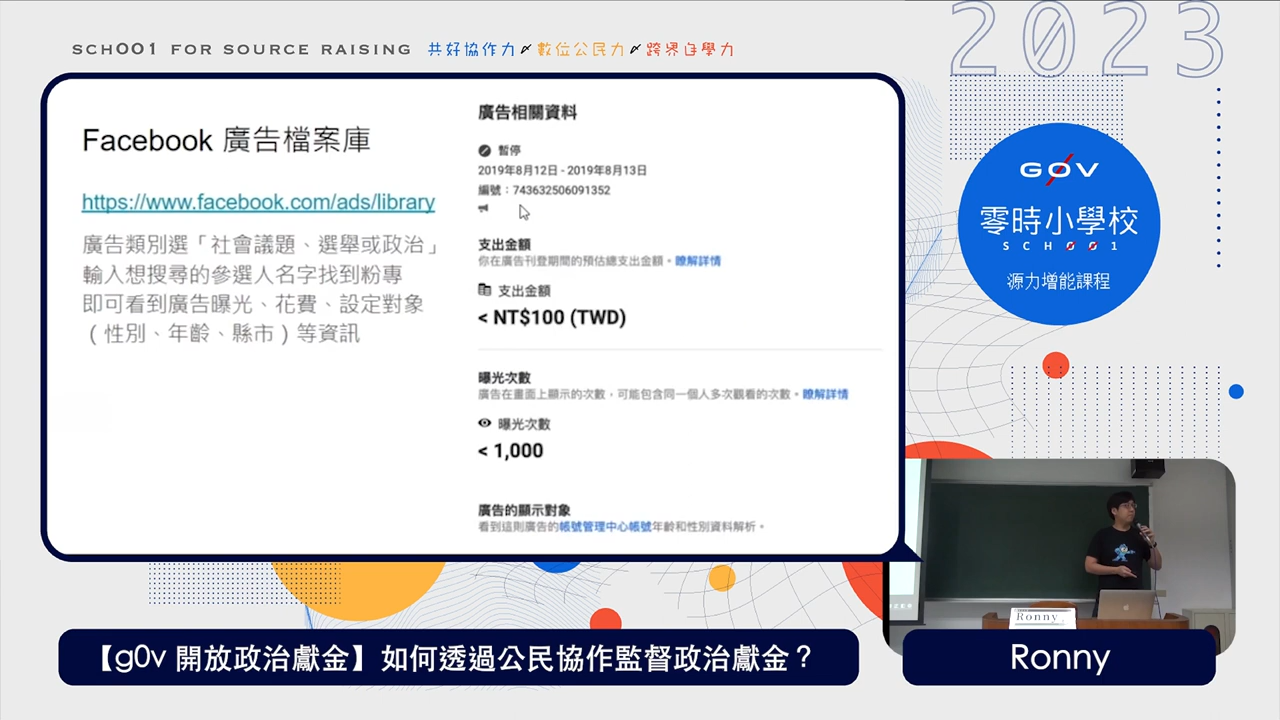 SCHOO1 FOR SOURCE RAISING 共好協作力 數位公民力 跨界自學力
2023
Facebook 廣告檔案庫
https://www.facebook.com/ads/library
廣告類別選「社會議題、選舉或政治」
輸入想搜尋的參選人名字找到粉專
即可看到廣告曝光、花費、設定對象
（性別、年齡、縣市）等資訊
廣告相關資料
暫停
2019年8月12日 - 2019年8月13日
編號：743632506091352
支出金額
你在廣告刊登期間的預估總支出金額。瞭解詳情
支出金額
< NT$100 (TWD)
曝光次數
廣告在畫面上顯示的次數，可能包含同一個人多次觀看的次數。瞭解詳情
曝光次數
< 1,000
廣告的顯示對象
看到這則廣告的帳號管理中心帳號年齡和性別資料解析。
G0V
零時小學校
SCHOO1
源力增能課程
Ronny
【g0v 開放政治獻金】如何透過公民協作監督政治獻金？
Ronny